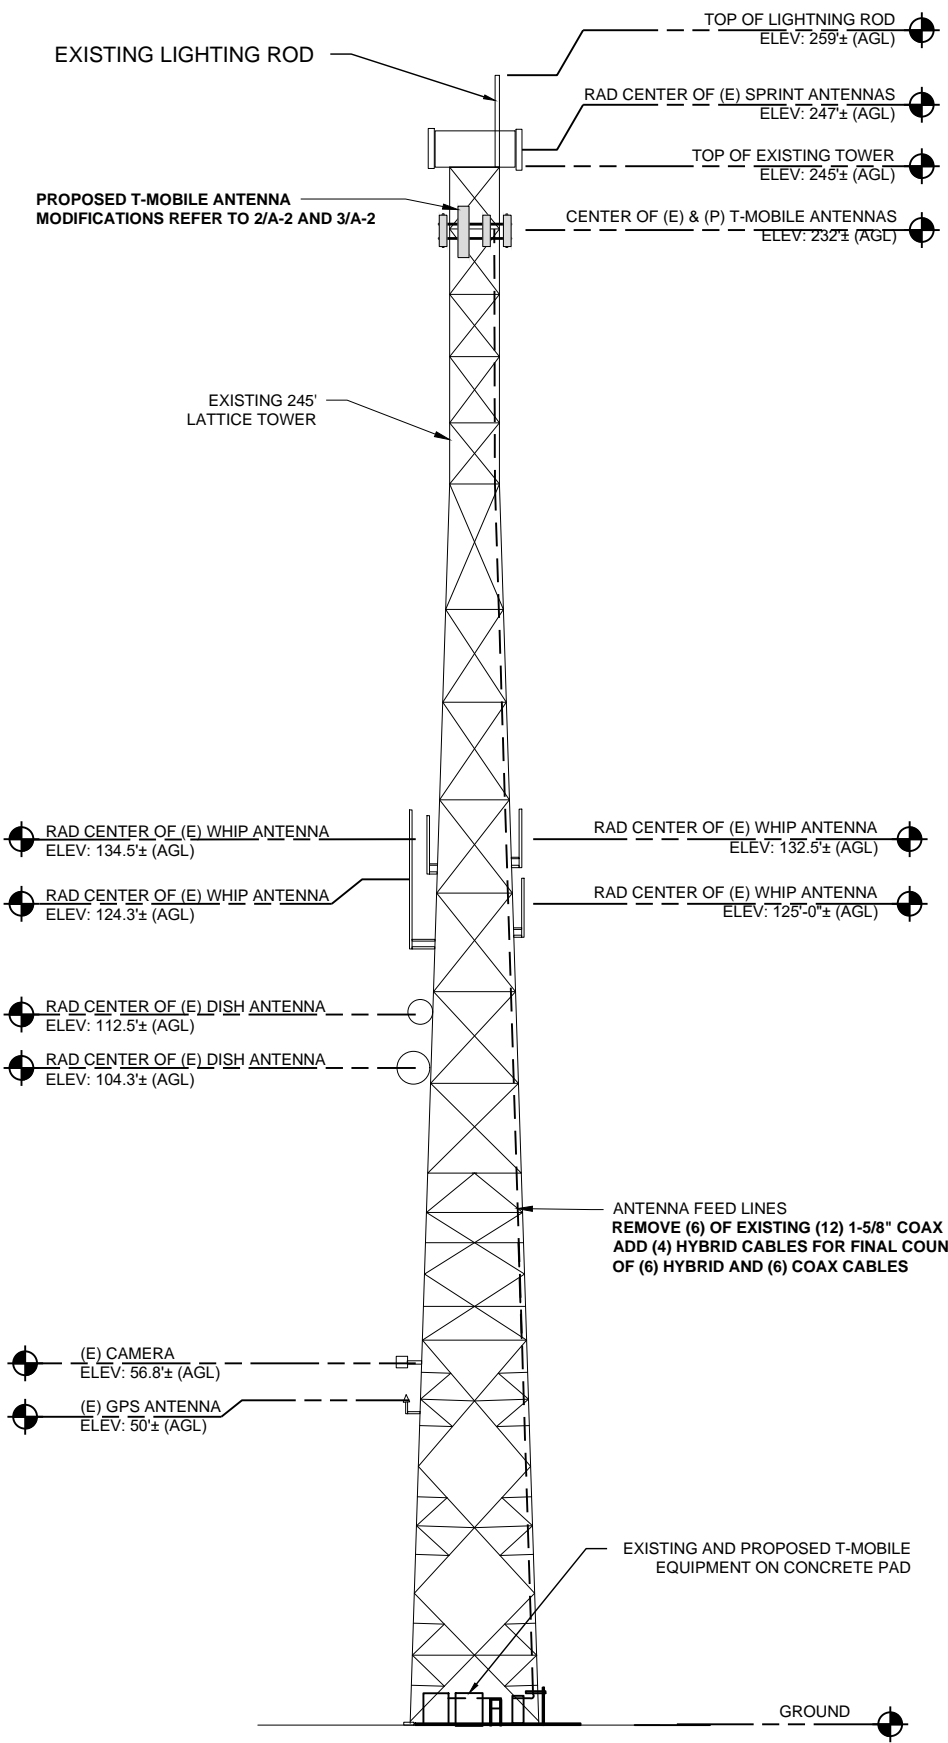 TOP OF LIGHTNING ROD
ELEV: 259'± (AGL)
EXISTING LIGHTING ROD
RAD CENTER OF (E) SPRINT ANTENNAS
ELEV: 247'± (AGL)
TOP OF EXISTING TOWER
ELEV: 245'± (AGL)
PROPOSED T-MOBILE ANTENNA
MODIFICATIONS REFER TO 2/A-2 AND 3/A-2
CENTER OF (E) & (P) T-MOBILE ANTENNAS
ELEV: 232'± (AGL)
EXISTING 245'
LATTICE TOWER
RAD CENTER OF (E) WHIP ANTENNA
ELEV: 134.5'± (AGL)
RAD CENTER OF (E) WHIP ANTENNA
ELEV: 132.5'± (AGL)
RAD CENTER OF (E) WHIP ANTENNA
ELEV: 124.3'± (AGL)
RAD CENTER OF (E) WHIP ANTENNA
ELEV: 125'-0"± (AGL)
RAD CENTER OF (E) DISH ANTENNA
ELEV: 112.5'± (AGL)
RAD CENTER OF (E) DISH ANTENNA
ELEV: 104.3'± (AGL)
ANTENNA FEED LINES
REMOVE (6) OF EXISTING (12) 1-5/8" COAX
ADD (4) HYBRID CABLES FOR FINAL COUN
OF (6) HYBRID AND (6) COAX CABLES
(E) CAMERA
ELEV: 56.8'± (AGL)
(E) GPS ANTENNA
ELEV: 50'± (AGL)
EXISTING AND PROPOSED T-MOBILE
EQUIPMENT ON CONCRETE PAD
GROUND